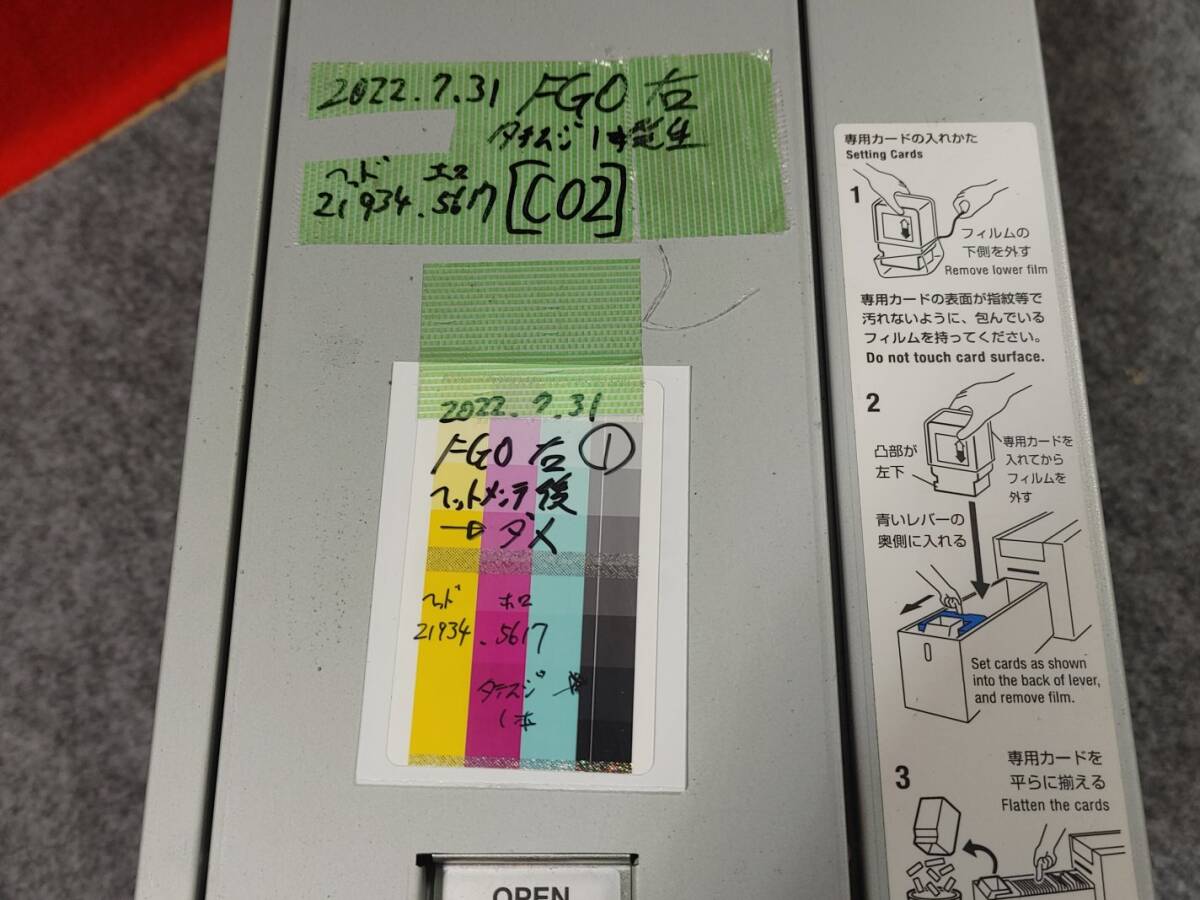 2022.7.31 FGO 右
タテスジ 1本発生
ヘッド ホロ
21934.5617 [CO2]
2022.7.31
FGO 右 ①
ヘッドメンテ後
→ ダメ
ヘッド ホロ
21934.5617
タテスジ
1本
OPEN
専用カードの入れかた
Setting Cards
1
フィルムの
下側を外す
Remove lower film
専用カードの表面が指紋等で
汚れないように、包んでいる
フィルムを持ってください。
Do not touch card surface.
2
凸部が
左下
専用カードを
入れてから
フィルムを
外す
青いレバーの
奥側に入れる
Set cards as shown
into the back of lever,
and remove film.
3
専用カードを
平らに揃える
Flatten the cards